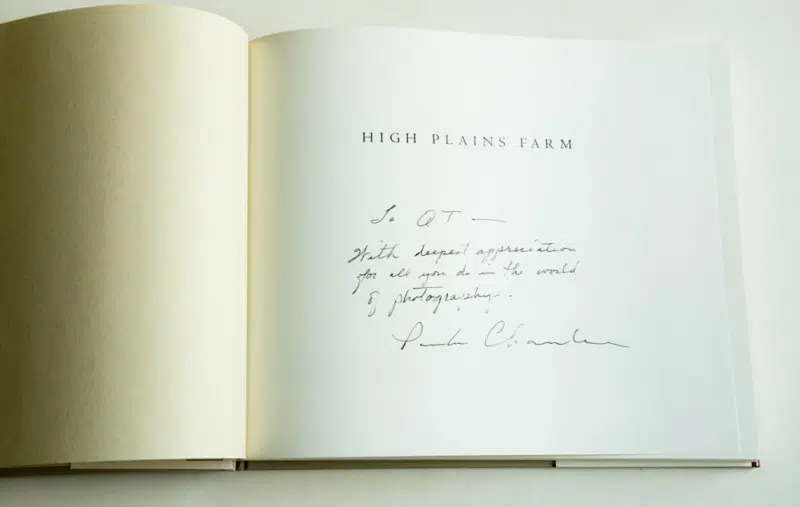 HIGH PLAINS FARM
To QT —
With deepest appreciation
for all you do in the world
of photography.
Paula Chamlee